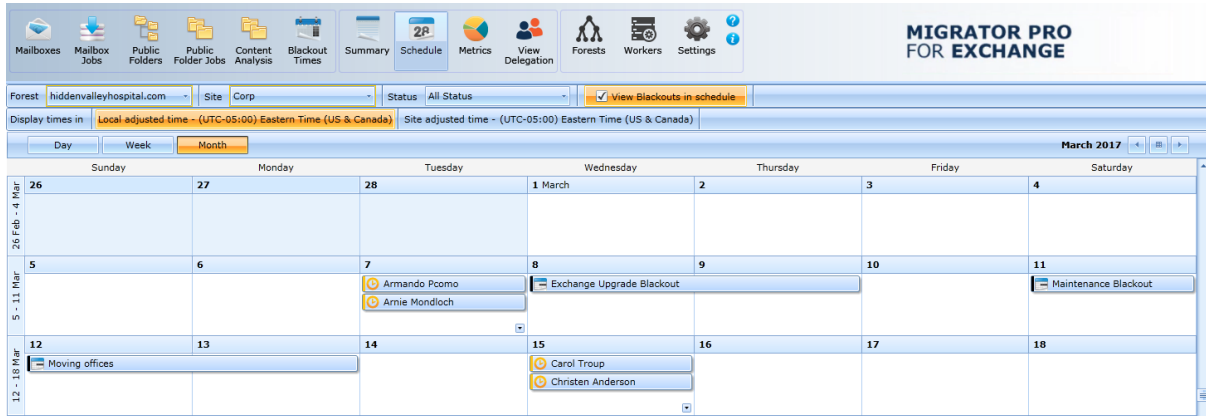 Mailboxes
Mailbox Jobs
Public Folders
Public Folder Jobs
Content Analysis
Blackout Times
Summary
28
Schedule
Metrics
View Delegation
Forests
Workers
Settings
?
i
MIGRATOR PRO
FOR EXCHANGE
Forest hiddenvalleyhospital.com Site Corp Status All Status View Blackouts in schedule
Display times in Local adjusted time - (UTC-05:00) Eastern Time (US & Canada) Site adjusted time - (UTC-05:00) Eastern Time (US & Canada)
Day Week Month March 2017
Sunday Monday Tuesday Wednesday Thursday Friday Saturday
26 Feb - 4 Mar
26 27 28 1 March 2 3 4
5 - 11 Mar
5 6 7 8 9 10 11
Armando Pcomo Exchange Upgrade Blackout Maintenance Blackout
Arnie Mondloch
12 - 18 Mar
12 13 14 15 16 17 18
Moving offices Carol Troup
Christen Anderson